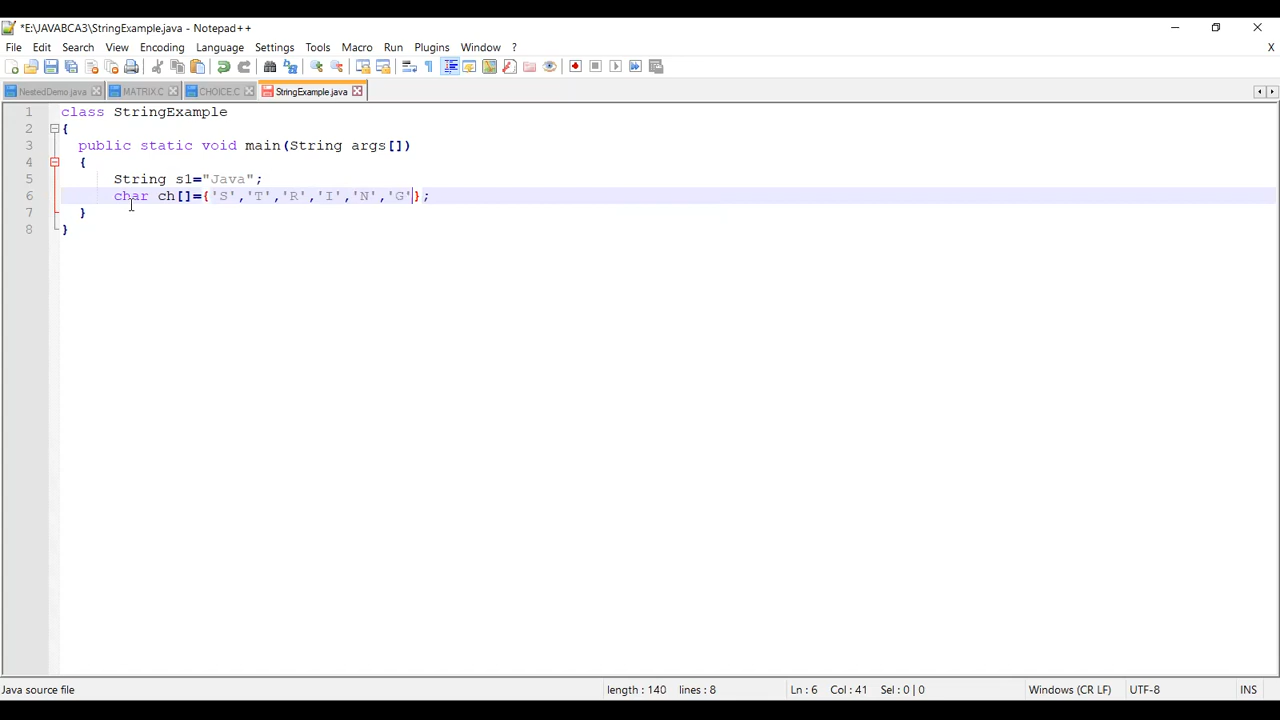 *E:\JAVABCA3\StringExample.java - Notepad++
File Edit Search View Encoding Language Settings Tools Macro Run Plugins Window ? X
NestedDemo.java MATRIX.C CHOICE.C StringExample.java
1 class StringExample
2 {
3 public static void main(String args[])
4 {
5 String s1="Java";
6 char ch[]={'S','T','R','I','N','G'};
7 }
8 }
Java source file length : 140 lines : 8 Ln : 6 Col : 41 Sel : 0 | 0 Windows (CR LF) UTF-8 INS